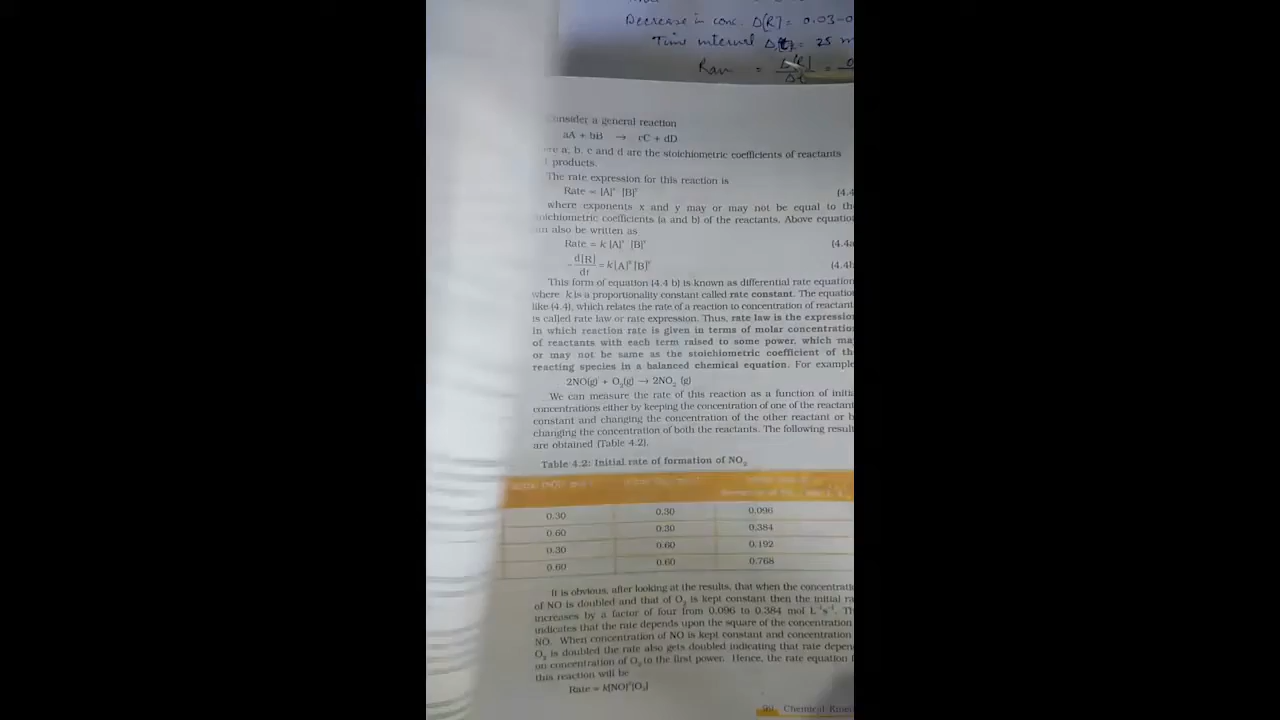 Decrease in conc. Δ[R] = 0.03-0
Time interval Δt = 25 m
Rav = Δ[R] / Δt =
Consider a general reaction
aA + bB → cC + dD
a, b, c and d are the stoichiometric coefficients of reactants
products.
The rate expression for this reaction is
Rate ∝ [A]ˣ [B]ʸ (4.4
where exponents x and y may or may not be equal to the
stoichiometric coefficients (a and b) of the reactants. Above equation
can also be written as
Rate = k [A]ˣ [B]ʸ (4.4a
- d[R]/dt = k[A]ˣ[B]ʸ (4.4b
This form of equation (4.4 b) is known as differential rate equation,
where k is a proportionality constant called rate constant. The equation
like (4.4), which relates the rate of a reaction to concentration of reactants
is called rate law or rate expression. Thus, rate law is the expression
in which reaction rate is given in terms of molar concentration
of reactants with each term raised to some power, which may
or may not be same as the stoichiometric coefficient of the
reacting species in a balanced chemical equation. For example:
2NO(g) + O₂(g) → 2NO₂ (g)
We can measure the rate of this reaction as a function of initial
concentrations either by keeping the concentration of one of the reactants
constant and changing the concentration of the other reactant or by
changing the concentration of both the reactants. The following results
are obtained (Table 4.2).
Table 4.2: Initial rate of formation of NO₂
0.30 0.30 0.096
0.60 0.30 0.384
0.30 0.60 0.192
0.60 0.60 0.768
It is obvious, after looking at the results, that when the concentration
of NO is doubled and that of O₂ is kept constant then the initial rate
increases by a factor of four from 0.096 to 0.384 mol L⁻¹s⁻¹. This
indicates that the rate depends upon the square of the concentration
NO. When concentration of NO is kept constant and concentration
O₂ is doubled the rate also gets doubled indicating that rate depends
on concentration of O₂ to the first power. Hence, the rate equation
this reaction will be
Rate = k[NO]²[O₂]
99 Chemical Kine